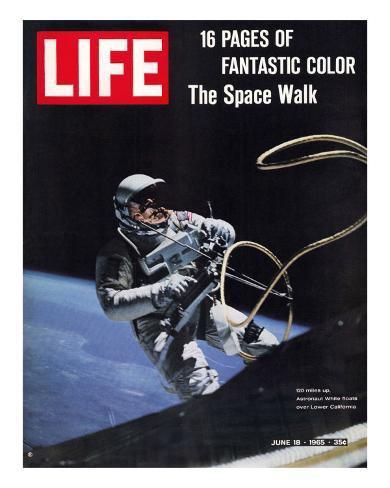 LIFE
16 PAGES OF
FANTASTIC COLOR
The Space Walk
120 miles up,
Astronaut White floats
over Lower California
JUNE 18 · 1965 · 35¢
®